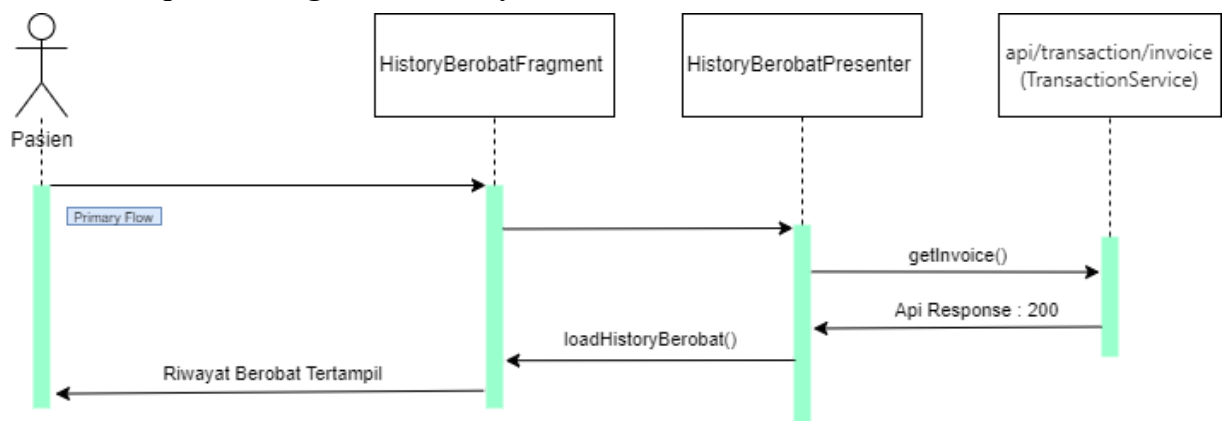 HistoryBerobatFragment
HistoryBerobatPresenter
api/transaction/invoice
(TransactionService)
Pasien
Primary Flow
getInvoice()
Api Response : 200
loadHistoryBerobat()
Riwayat Berobat Tertampil